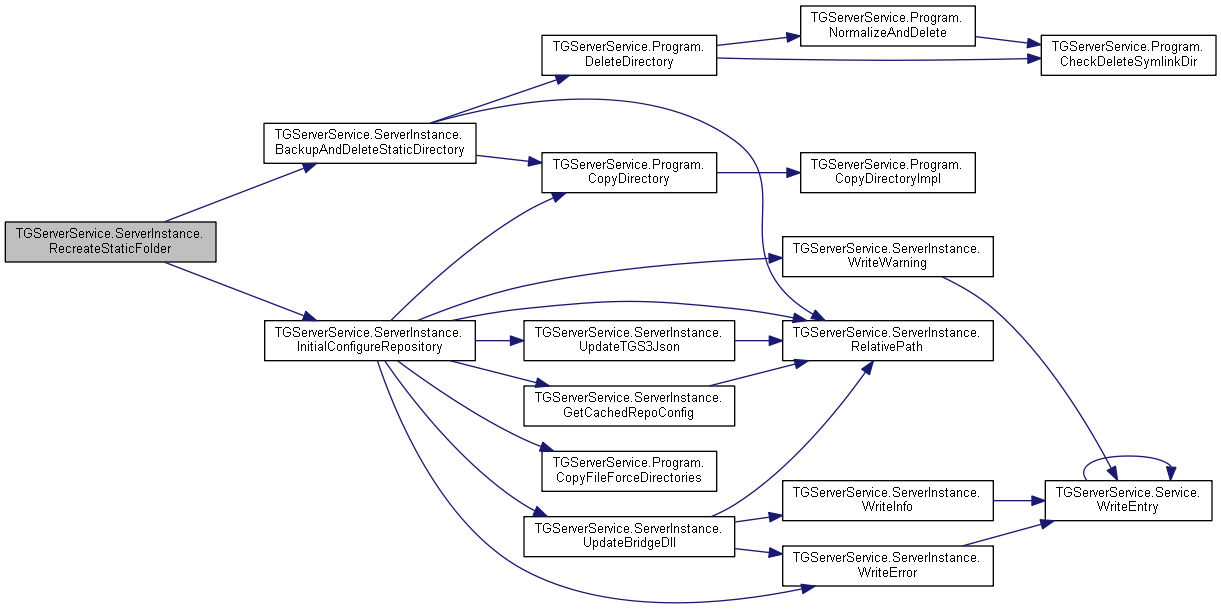 TGServerService.Program.
NormalizeAndDelete
TGServerService.Program.
DeleteDirectory
TGServerService.Program.
CheckDeleteSymlinkDir
TGServerService.ServerInstance.
BackupAndDeleteStaticDirectory
TGServerService.Program.
CopyDirectory
TGServerService.Program.
CopyDirectoryImpl
TGServerService.ServerInstance.
RecreateStaticFolder
TGServerService.ServerInstance.
WriteWarning
TGServerService.ServerInstance.
InitialConfigureRepository
TGServerService.ServerInstance.
UpdateTGS3Json
TGServerService.ServerInstance.
RelativePath
TGServerService.ServerInstance.
GetCachedRepoConfig
TGServerService.Program.
CopyFileForceDirectories
TGServerService.ServerInstance.
WriteInfo
TGServerService.Service.
WriteEntry
TGServerService.ServerInstance.
UpdateBridgeDll
TGServerService.ServerInstance.
WriteError